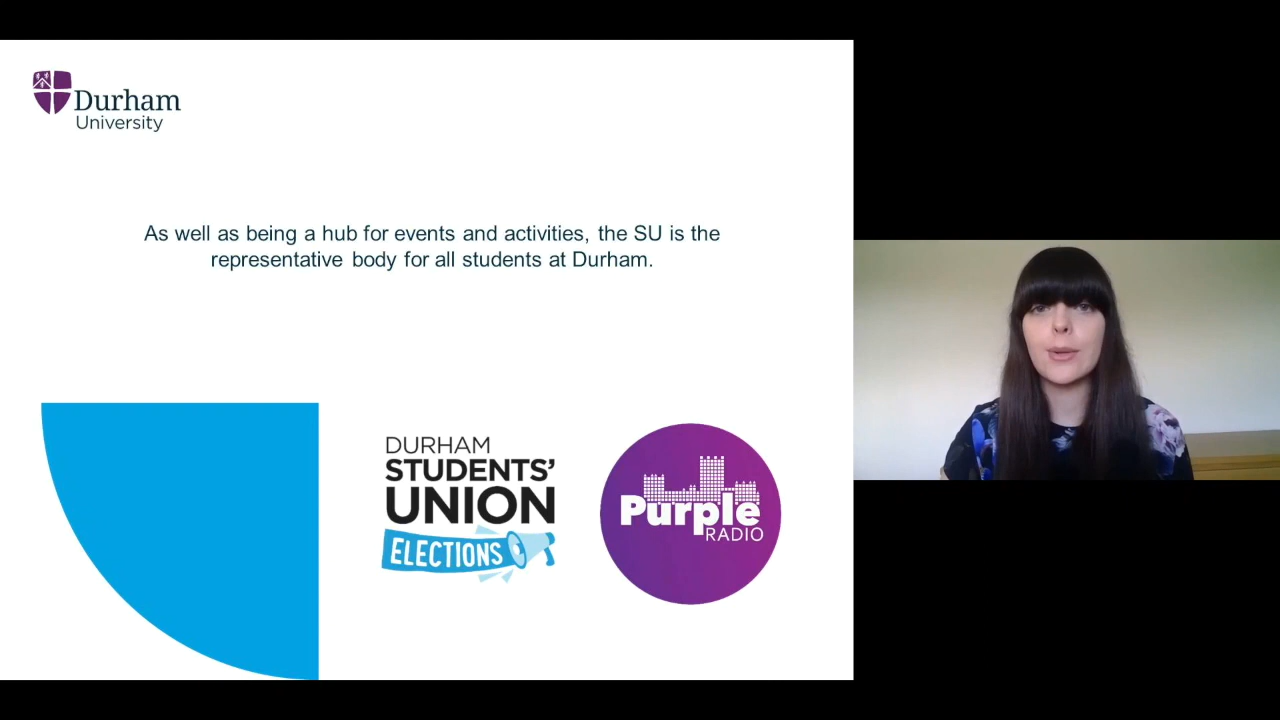 Durham
University
As well as being a hub for events and activities, the SU is the
representative body for all students at Durham.
DURHAM
STUDENTS'
UNION
ELECTIONS
Purple
RADIO